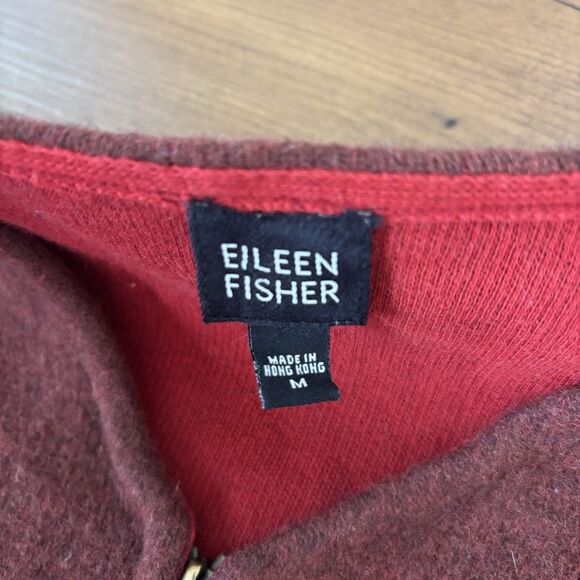 EILEEN
FISHER
MADE IN
HONG KONG
M